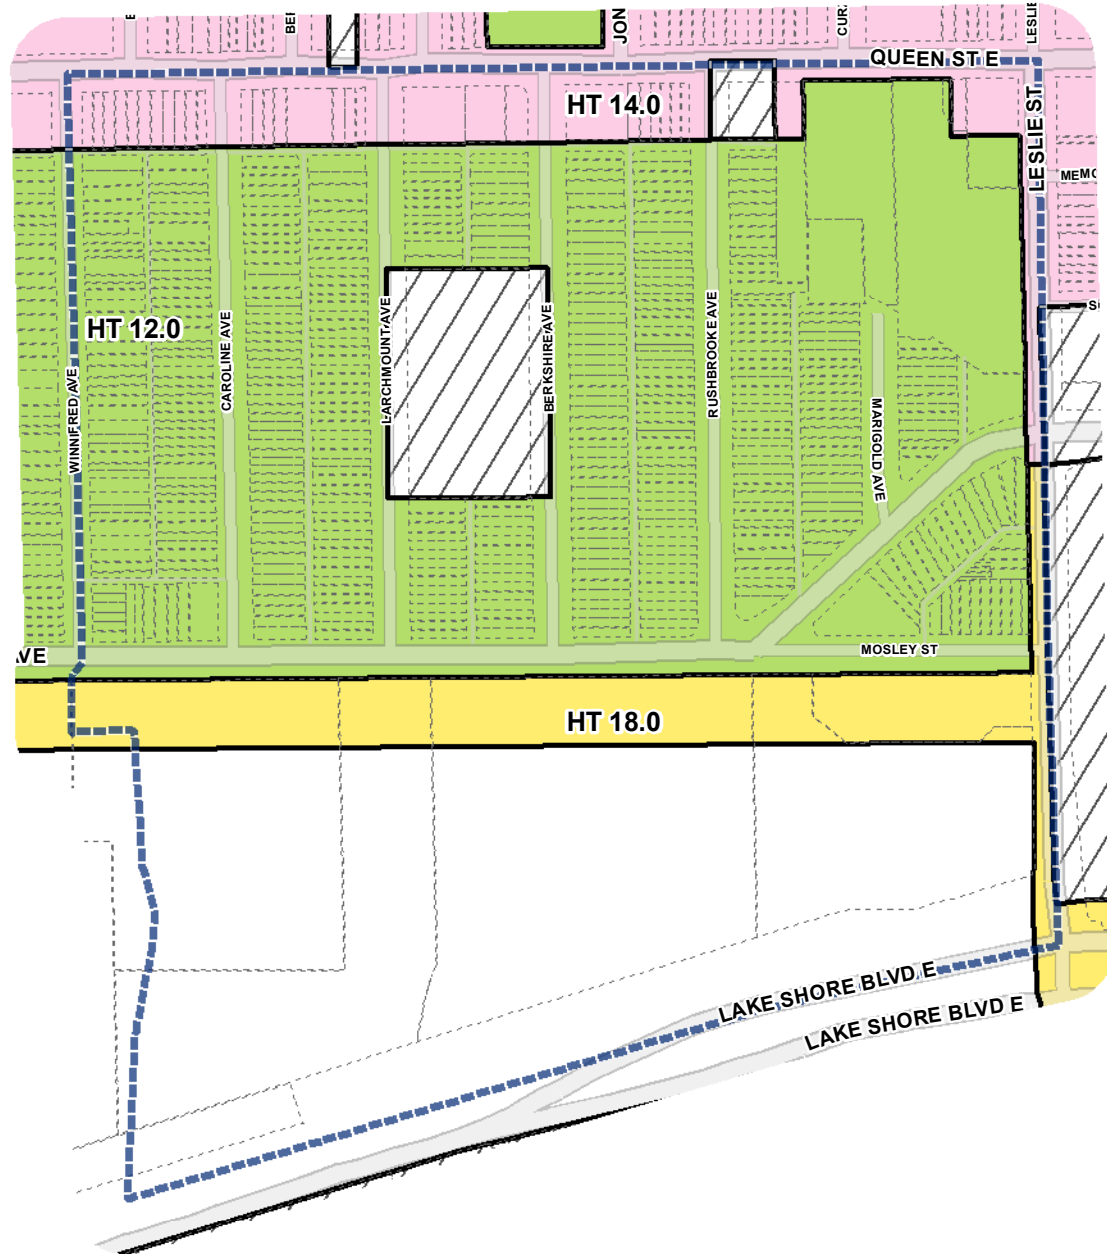 JON
QUEEN ST E
LESLIE ST
HT 14.0
HT 12.0
WINNIFRED AVE
CAROLINE AVE
LARCHMOUNT AVE
BERKSHIRE AVE
RUSHBROOKE AVE
MARIGOLD AVE
MOSLEY ST
HT 18.0
LAKE SHORE BLVD E
LAKE SHORE BLVD E